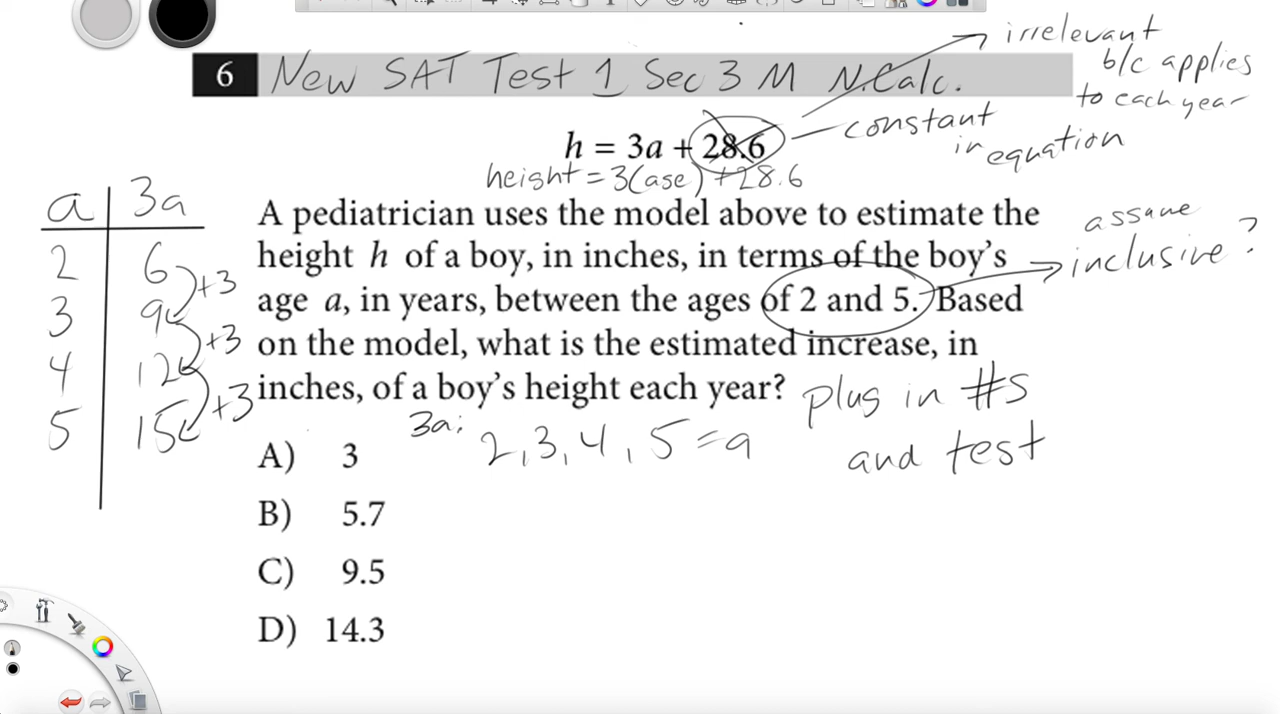 6 New SAT Test 1 Sec 3 M N.Calc.
irrelevant
b/c applies
to each year
h = 3a + 28.6
constant
in equation
height = 3(age) + 28.6
a 3a
2 6
3 9
4 12
5 15
+3
+3
+3
A pediatrician uses the model above to estimate the
height h of a boy, in inches, in terms of the boy's
age a, in years, between the ages of 2 and 5. Based
on the model, what is the estimated increase, in
inches, of a boy's height each year?
assume
inclusive?
plug in #s
and test
3a:
2, 3, 4, 5 = a
A) 3
B) 5.7
C) 9.5
D) 14.3